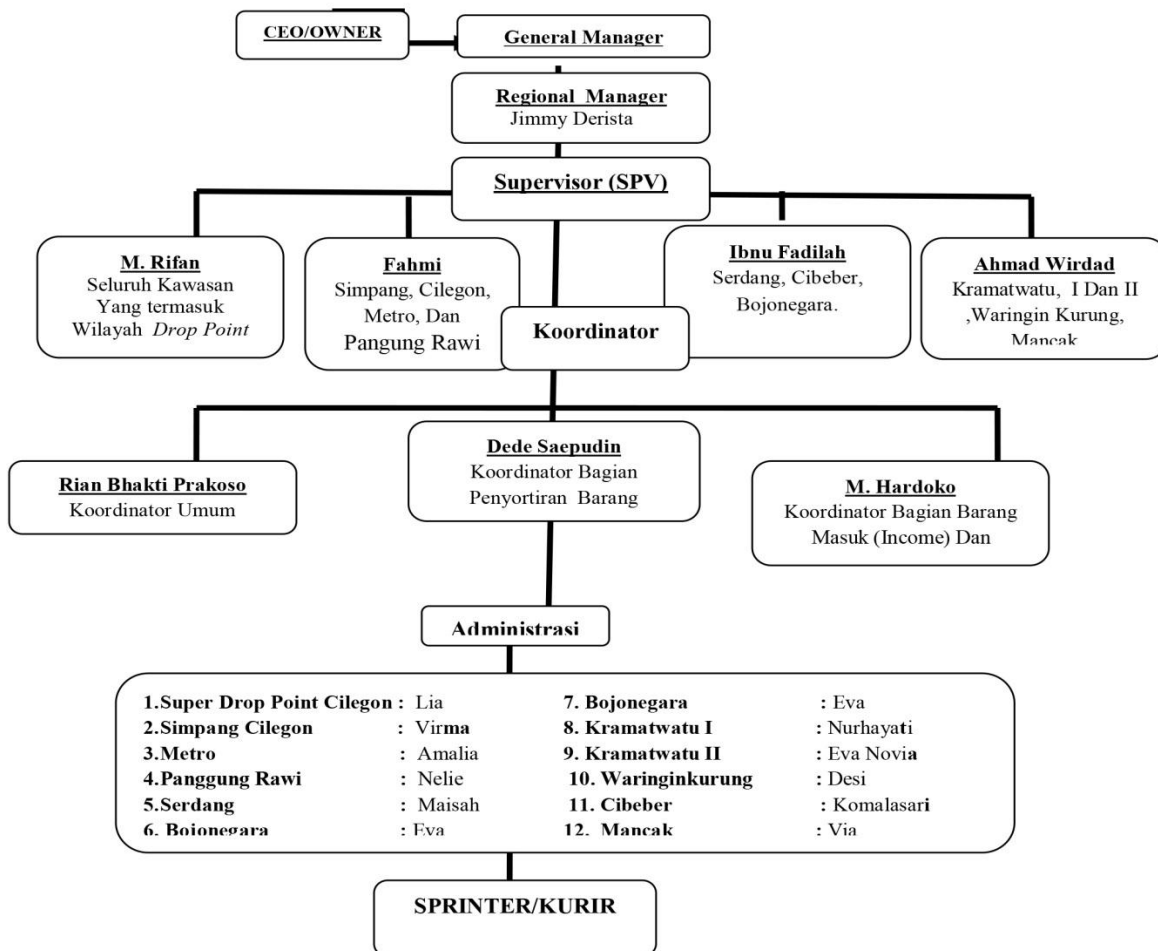 CEO/OWNER
General Manager
Regional Manager
Jimmy Derista
Supervisor (SPV)
M. Rifan
Seluruh Kawasan
Yang termasuk
Wilayah Drop Point
Fahmi
Simpang, Cilegon,
Metro, Dan
Pangung Rawi
Ibnu Fadilah
Serdang, Cibeber,
Bojonegara.
Ahmad Wirdad
Kramatwatu, I Dan II
,Waringin Kurung,
Mancak
Koordinator
Rian Bhakti Prakoso
Koordinator Umum
Dede Saepudin
Koordinator Bagian
Penyortiran Barang
M. Hardoko
Koordinator Bagian Barang
Masuk (Income) Dan
Administrasi
1.Super Drop Point Cilegon : Lia
2.Simpang Cilegon : Virma
3.Metro : Amalia
4.Panggung Rawi : Nelie
5.Serdang : Maisah
6. Bojonegara : Eva
7. Bojonegara : Eva
8. Kramatwatu I : Nurhayati
9. Kramatwatu II : Eva Novia
10. Waringinkurung : Desi
11. Cibeber : Komalasari
12. Mancak : Via
SPRINTER/KURIR